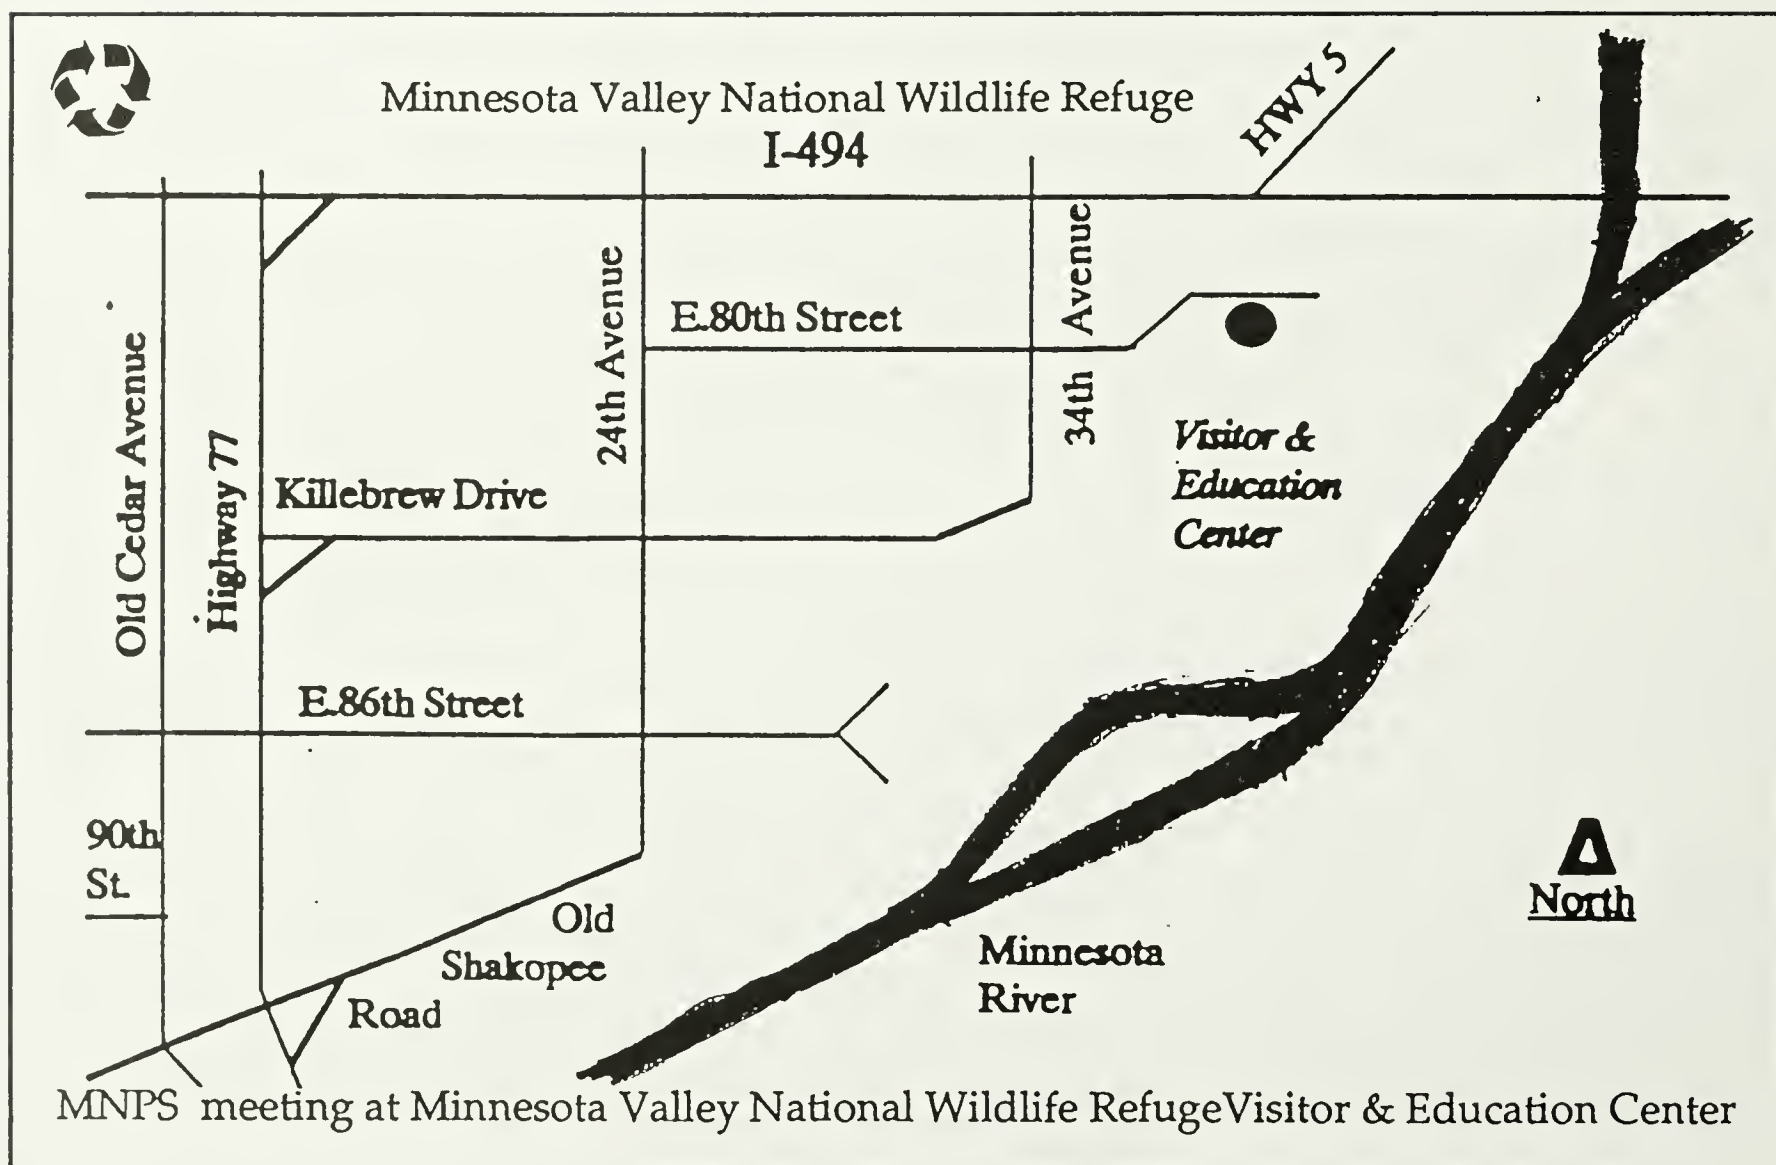 Minnesota Valley National Wildlife Refuge
I-494
HWY 5
Old Cedar Avenue
Highway 77
24th Avenue
34th Avenue
E.80th Street
Killebrew Drive
Visitor &
Education
Center
E.86th Street
90th
St.
Old
Shakopee
Road
Minnesota
River
North
MNPS meeting at Minnesota Valley National Wildlife RefugeVisitor & Education Center